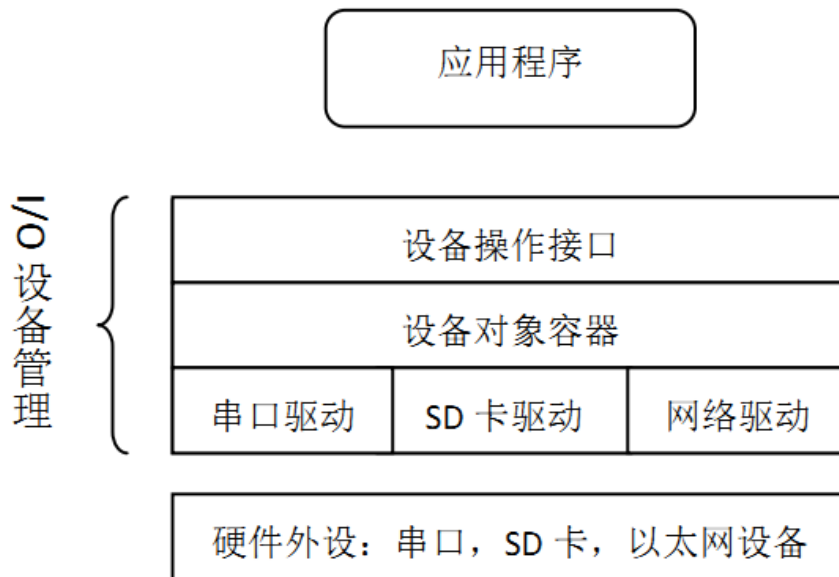 应用程序
I/O设备管理
设备操作接口
设备对象容器
串口驱动
SD 卡驱动
网络驱动
硬件外设：串口，SD 卡，以太网设备